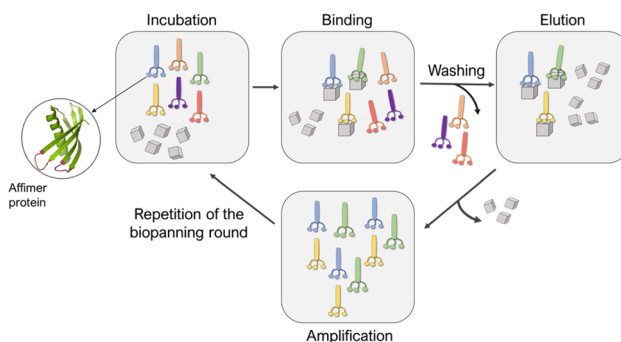 Incubation
Binding
Elution
Washing
Affimer
protein
Repetition of the
biopanning round
Amplification